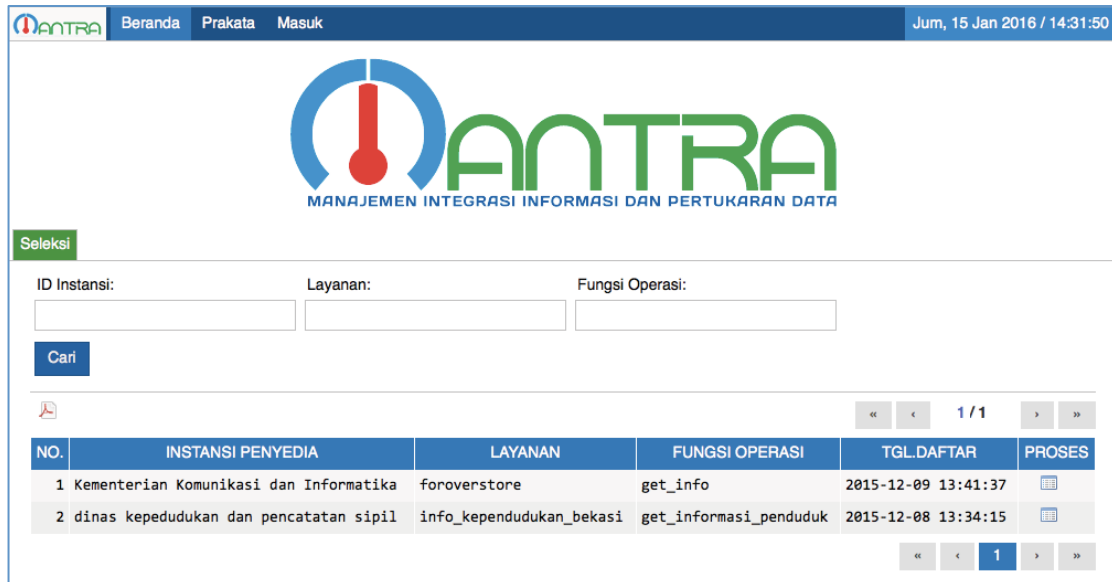 MANTRA Beranda Prakata Masuk Jum, 15 Jan 2016 / 14:31:50
MANTRA
MANAJEMEN INTEGRASI INFORMASI DAN PERTUKARAN DATA
Seleksi
ID Instansi: Layanan: Fungsi Operasi:
Cari
« ‹ 1 / 1 › »
NO. INSTANSI PENYEDIA LAYANAN FUNGSI OPERASI TGL.DAFTAR PROSES
1 Kementerian Komunikasi dan Informatika foroverstore get_info 2015-12-09 13:41:37
2 dinas kepedudukan dan pencatatan sipil info_kependudukan_bekasi get_informasi_penduduk 2015-12-08 13:34:15
« ‹ 1 › »